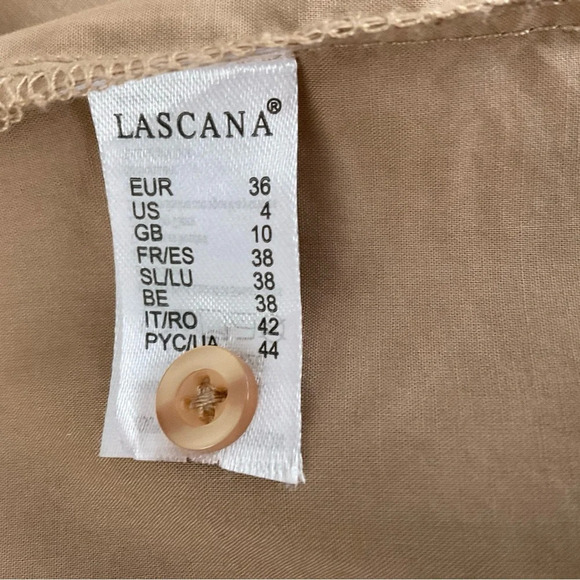 LASCANA®
EUR 36
US 4
GB 10
FR/ES 38
SL/LU 38
BE 38
IT/RO 42
PYC/UA 44